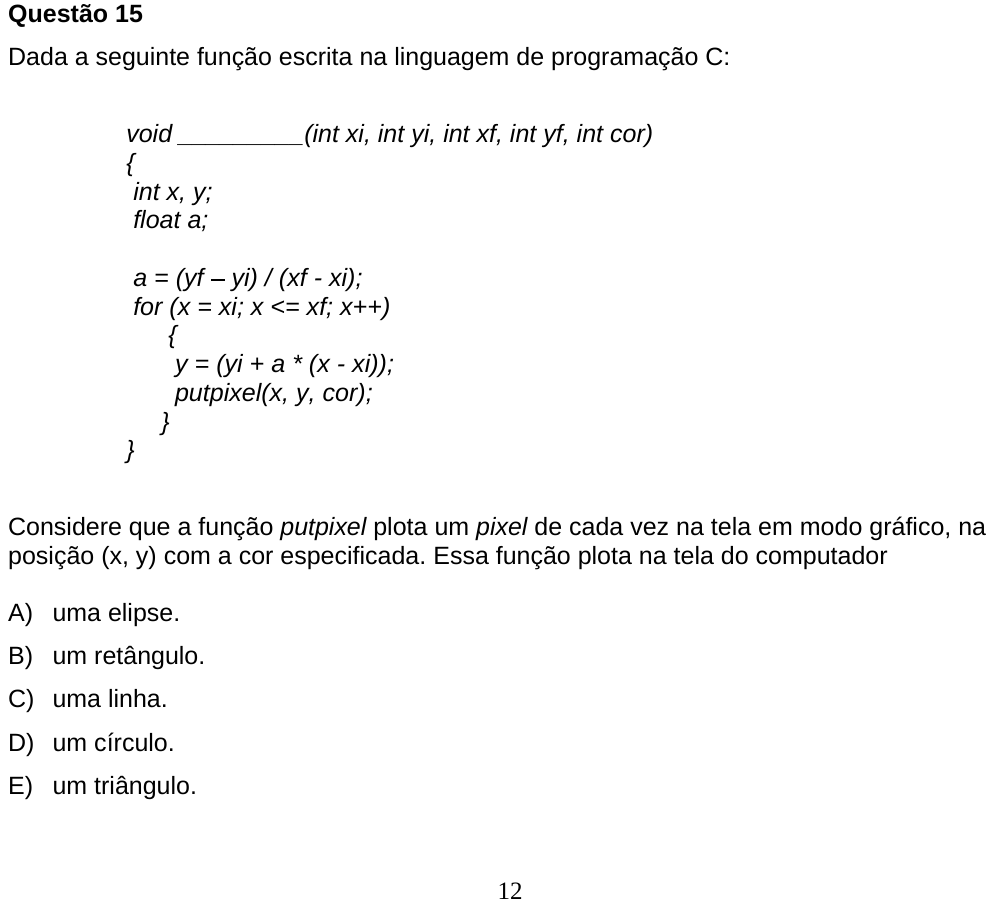 Questão 15
Dada a seguinte função escrita na linguagem de programação C:
void _________(int xi, int yi, int xf, int yf, int cor)
{
int x, y;
float a;
a = (yf – yi) / (xf - xi);
for (x = xi; x <= xf; x++)
{
y = (yi + a * (x - xi));
putpixel(x, y, cor);
}
}
Considere que a função putpixel plota um pixel de cada vez na tela em modo gráfico, na
posição (x, y) com a cor especificada. Essa função plota na tela do computador
A) uma elipse.
B) um retângulo.
C) uma linha.
D) um círculo.
E) um triângulo.
12